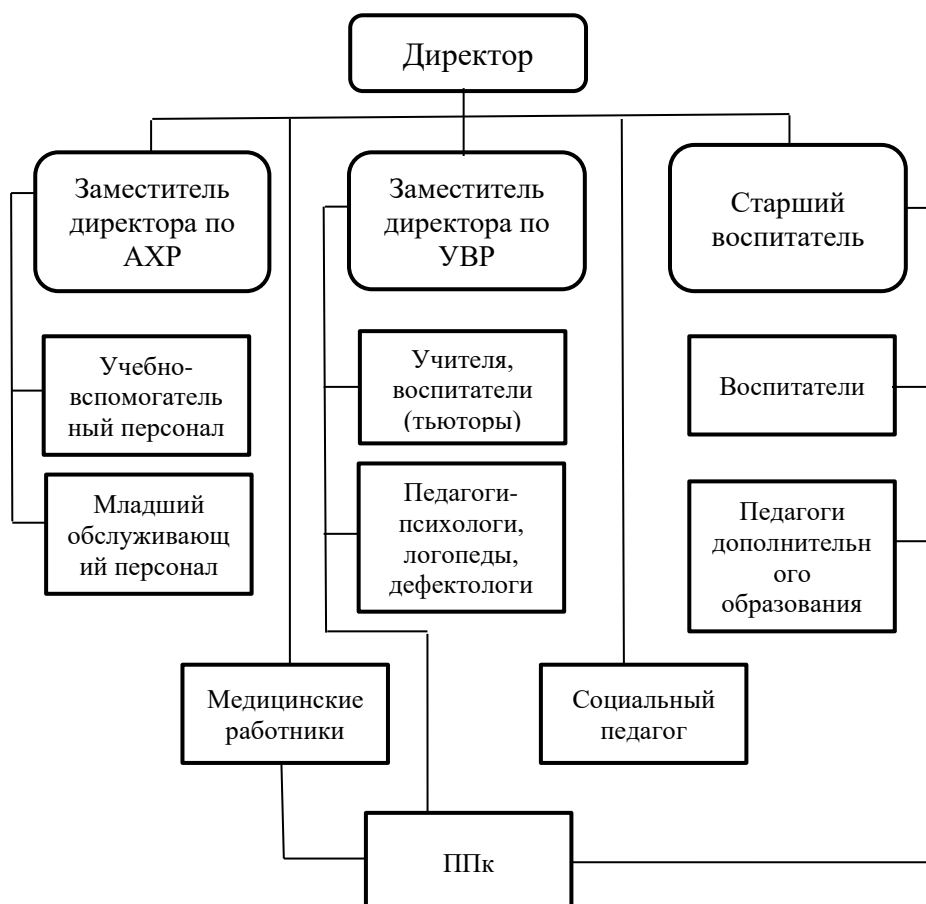 Директор
Заместитель
директора по
АХР
Заместитель
директора по
УВР
Старший
воспитатель
Учебно-
вспомогатель
ный персонал
Учителя,
воспитатели
(тьюторы)
Воспитатели
Младший
обслуживающ
ий персонал
Педагоги-
психологи,
логопеды,
дефектологи
Педагоги
дополнительн
ого
образования
Медицинские
работники
Социальный
педагог
ППк